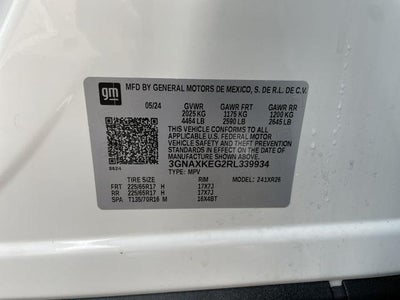 gm
MFD BY GENERAL MOTORS DE MEXICO, S. DE R.L. DE C.V.
05/24 GVWR GAWR FRT GAWR RR
2025 KG 1175 KG 1200 KG
4464 LB 2590 LB 2645 LB
THIS VEHICLE CONFORMS TO ALL
APPLICABLE U.S. FEDERAL MOTOR
VEHICLE SAFETY, BUMPER, AND THEFT
PREVENTION STANDARDS IN EFFECT
ON THE DATE OF MANUFACTURE
SHOWN ABOVE.
3GNAXKEG2RL339934
TYPE: MPV MODEL: 241XR26
RIM
FRT 225/65R17 H 17X7J
RR 225/65R17 H 17X7J
SPA T135/70R16 M 16X4BT